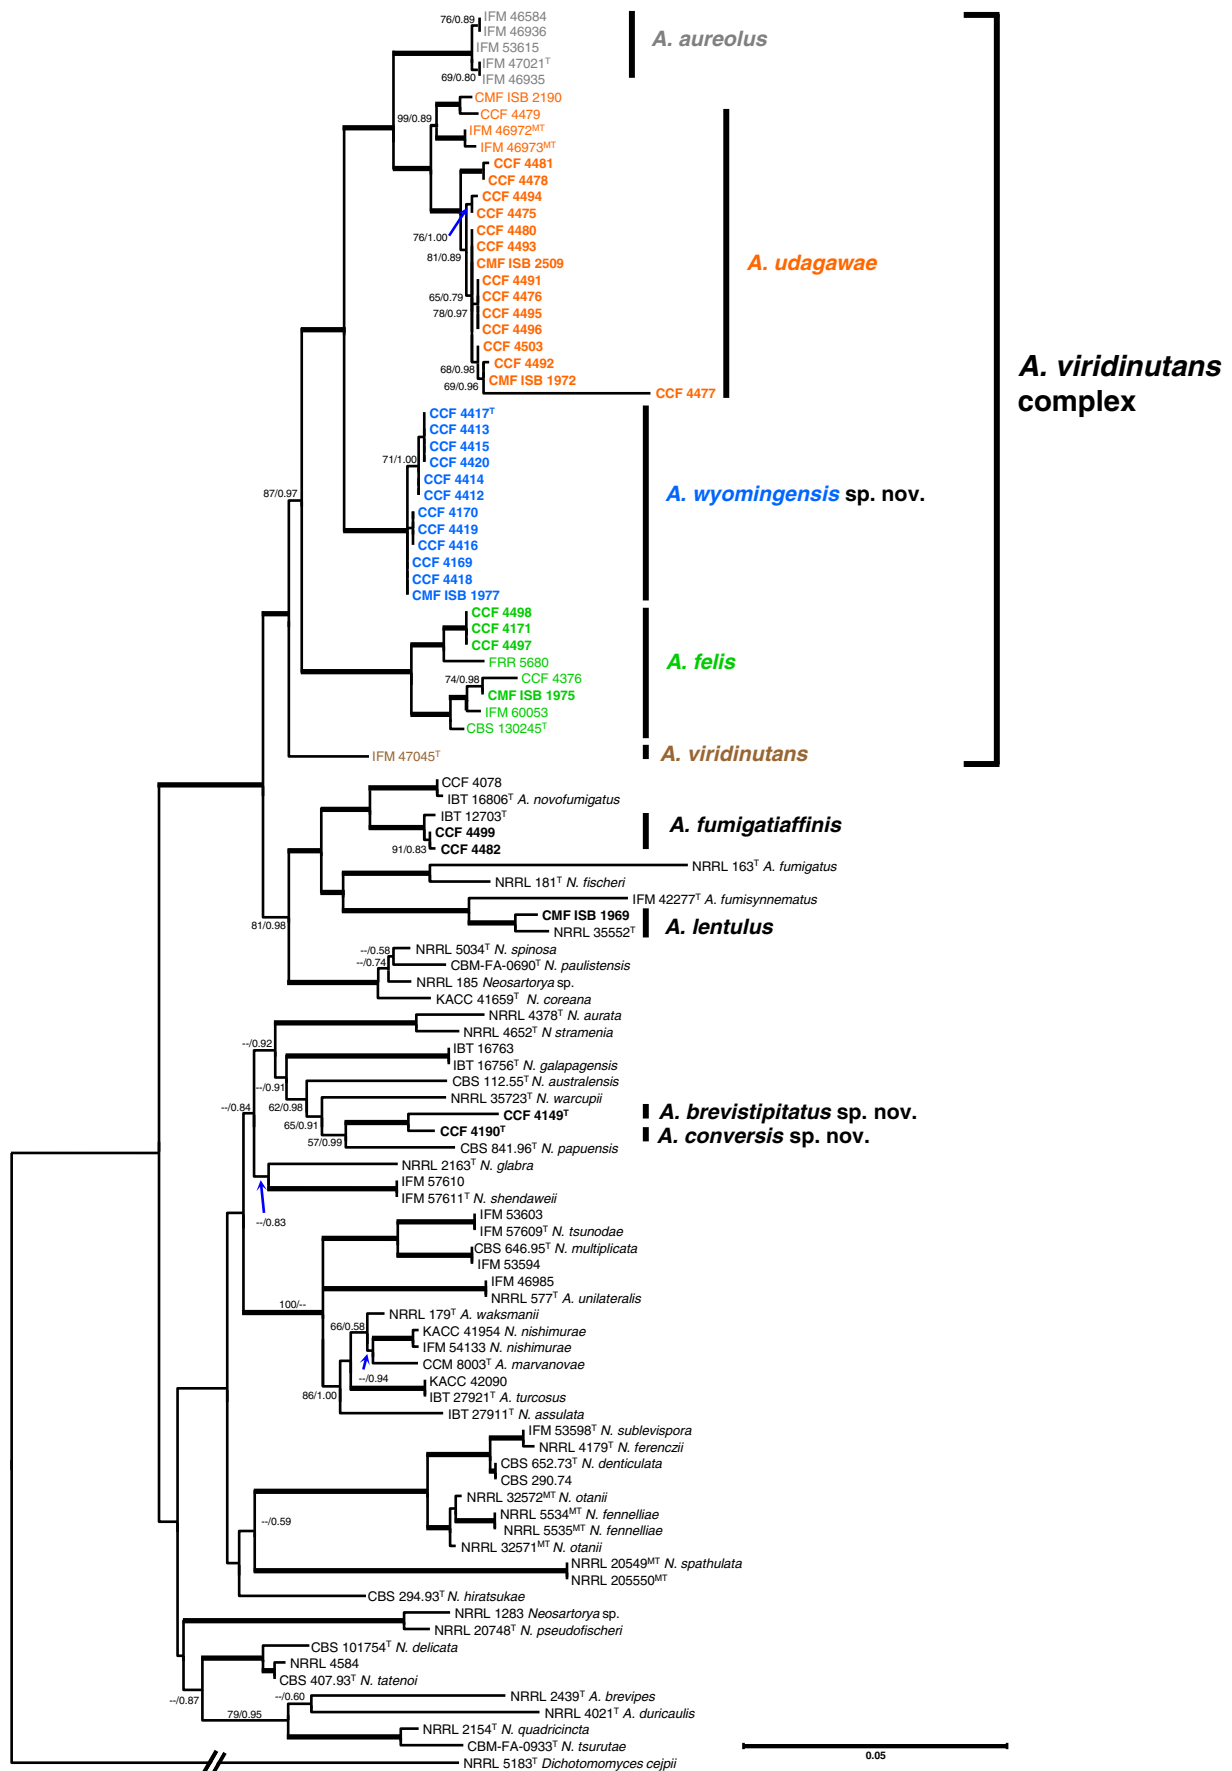 76/0.89
IFM 46584
IFM 46936
IFM 53615
IFM 47021T
69/0.80
IFM 46935
A. aureolus
CMF ISB 2190
99/0.89
CCF 4479
IFM 46972MT
IFM 46973MT
CCF 4481
CCF 4478
CCF 4494
CCF 4475
76/1.00
CCF 4480
CCF 4493
81/0.89
CMF ISB 2509
A. udagawae
CCF 4491
65/0.79
CCF 4476
78/0.97
CCF 4495
CCF 4496
CCF 4503
68/0.98
CCF 4492
69/0.96
CMF ISB 1972
CCF 4477
A. viridinutans
complex
CCF 4417T
CCF 4413
CCF 4415
71/1.00
CCF 4420
CCF 4414
CCF 4412
87/0.97
A. wyomingensis sp. nov.
CCF 4170
CCF 4419
CCF 4416
CCF 4169
CCF 4418
CMF ISB 1977
CCF 4498
CCF 4171
CCF 4497
FRR 5680
A. felis
74/0.98
CCF 4376
CMF ISB 1975
IFM 60053
CBS 130245T
IFM 47045T
A. viridinutans
CCF 4078
IBT 16806T A. novofumigatus
IBT 12703T
CCF 4499
91/0.83
CCF 4482
A. fumigatiaffinis
NRRL 163T A. fumigatus
NRRL 181T N. fischeri
IFM 42277T A. fumisynnematus
CMF ISB 1969
81/0.98
NRRL 35552T
A. lentulus
--/0.58
NRRL 5034T N. spinosa
--/0.74
CBM-FA-0690T N. paulistensis
NRRL 185 Neosartorya sp.
KACC 41659T N. coreana
NRRL 4378T N. aurata
NRRL 4652T N stramenia
--/0.92
IBT 16763
IBT 16756T N. galapagensis
--/0.91
CBS 112.55T N. australensis
62/0.98
NRRL 35723T N. warcupii
--/0.84
CCF 4149T
A. brevistipitatus sp. nov.
65/0.91
CCF 4190T
A. conversis sp. nov.
57/0.99
CBS 841.96T N. papuensis
NRRL 2163T N. glabra
IFM 57610
IFM 57611T N. shendaweii
--/0.83
IFM 53603
IFM 57609T N. tsunodae
CBS 646.95T N. multiplicata
IFM 53594
IFM 46985
NRRL 577T A. unilateralis
100/--
NRRL 179T A. waksmanii
66/0.58
KACC 41954 N. nishimurae
IFM 54133 N. nishimurae
CCM 8003T A. marvanovae
--/0.94
KACC 42090
86/1.00
IBT 27921T A. turcosus
IBT 27911T N. assulata
IFM 53598T N. sublevispora
NRRL 4179T N. ferenczii
CBS 652.73T N. denticulata
CBS 290.74
NRRL 32572MT N. otanii
NRRL 5534MT N. fennelliae
--/0.59
NRRL 5535MT N. fennelliae
NRRL 32571MT N. otanii
NRRL 20549MT N. spathulata
NRRL 205550MT
CBS 294.93T N. hiratsukae
NRRL 1283 Neosartorya sp.
NRRL 20748T N. pseudofischeri
CBS 101754T N. delicata
NRRL 4584
CBS 407.93T N. tatenoi
--/0.87
--/0.60
NRRL 2439T A. brevipes
79/0.95
NRRL 4021T A. duricaulis
NRRL 2154T N. quadricincta
CBM-FA-0933T N. tsurutae
0.05
NRRL 5183T Dichotomomyces cejpii